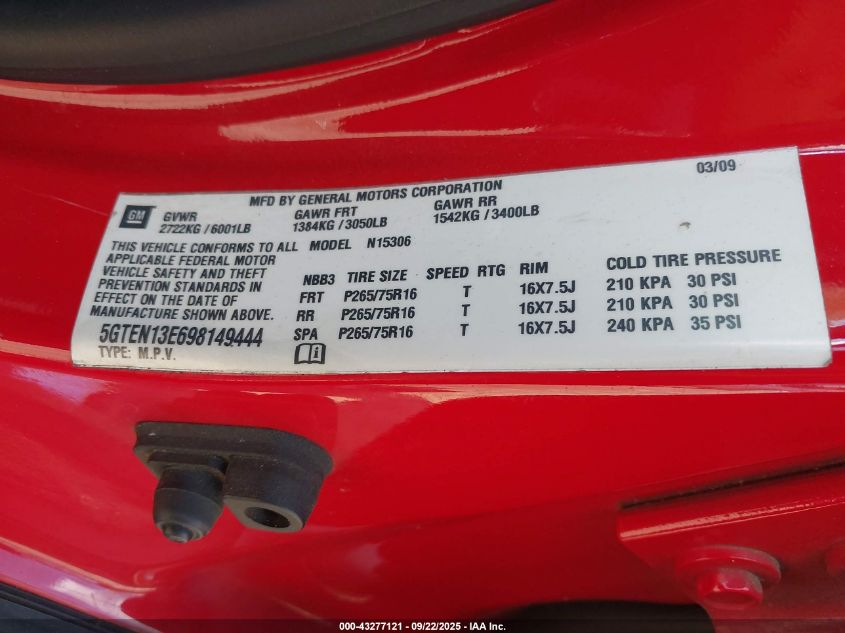 03/09
MFD BY GENERAL MOTORS CORPORATION
GM GVWR GAWR FRT GAWR RR
2722KG / 6001LB 1384KG / 3050LB 1542KG / 3400LB
THIS VEHICLE CONFORMS TO ALL MODEL N15306
APPLICABLE FEDERAL MOTOR
VEHICLE SAFETY AND THEFT
PREVENTION STANDARDS IN
EFFECT ON THE DATE OF
MANUFACTURE SHOWN ABOVE.
5GTEN13E698149444
TYPE: M.P.V.
NBB3 TIRE SIZE SPEED RTG RIM COLD TIRE PRESSURE
FRT P265/75R16 T 16X7.5J 210 KPA 30 PSI
RR P265/75R16 T 16X7.5J 210 KPA 30 PSI
SPA P265/75R16 T 16X7.5J 240 KPA 35 PSI
000-43277121 - 09/22/2025 - IAA Inc.